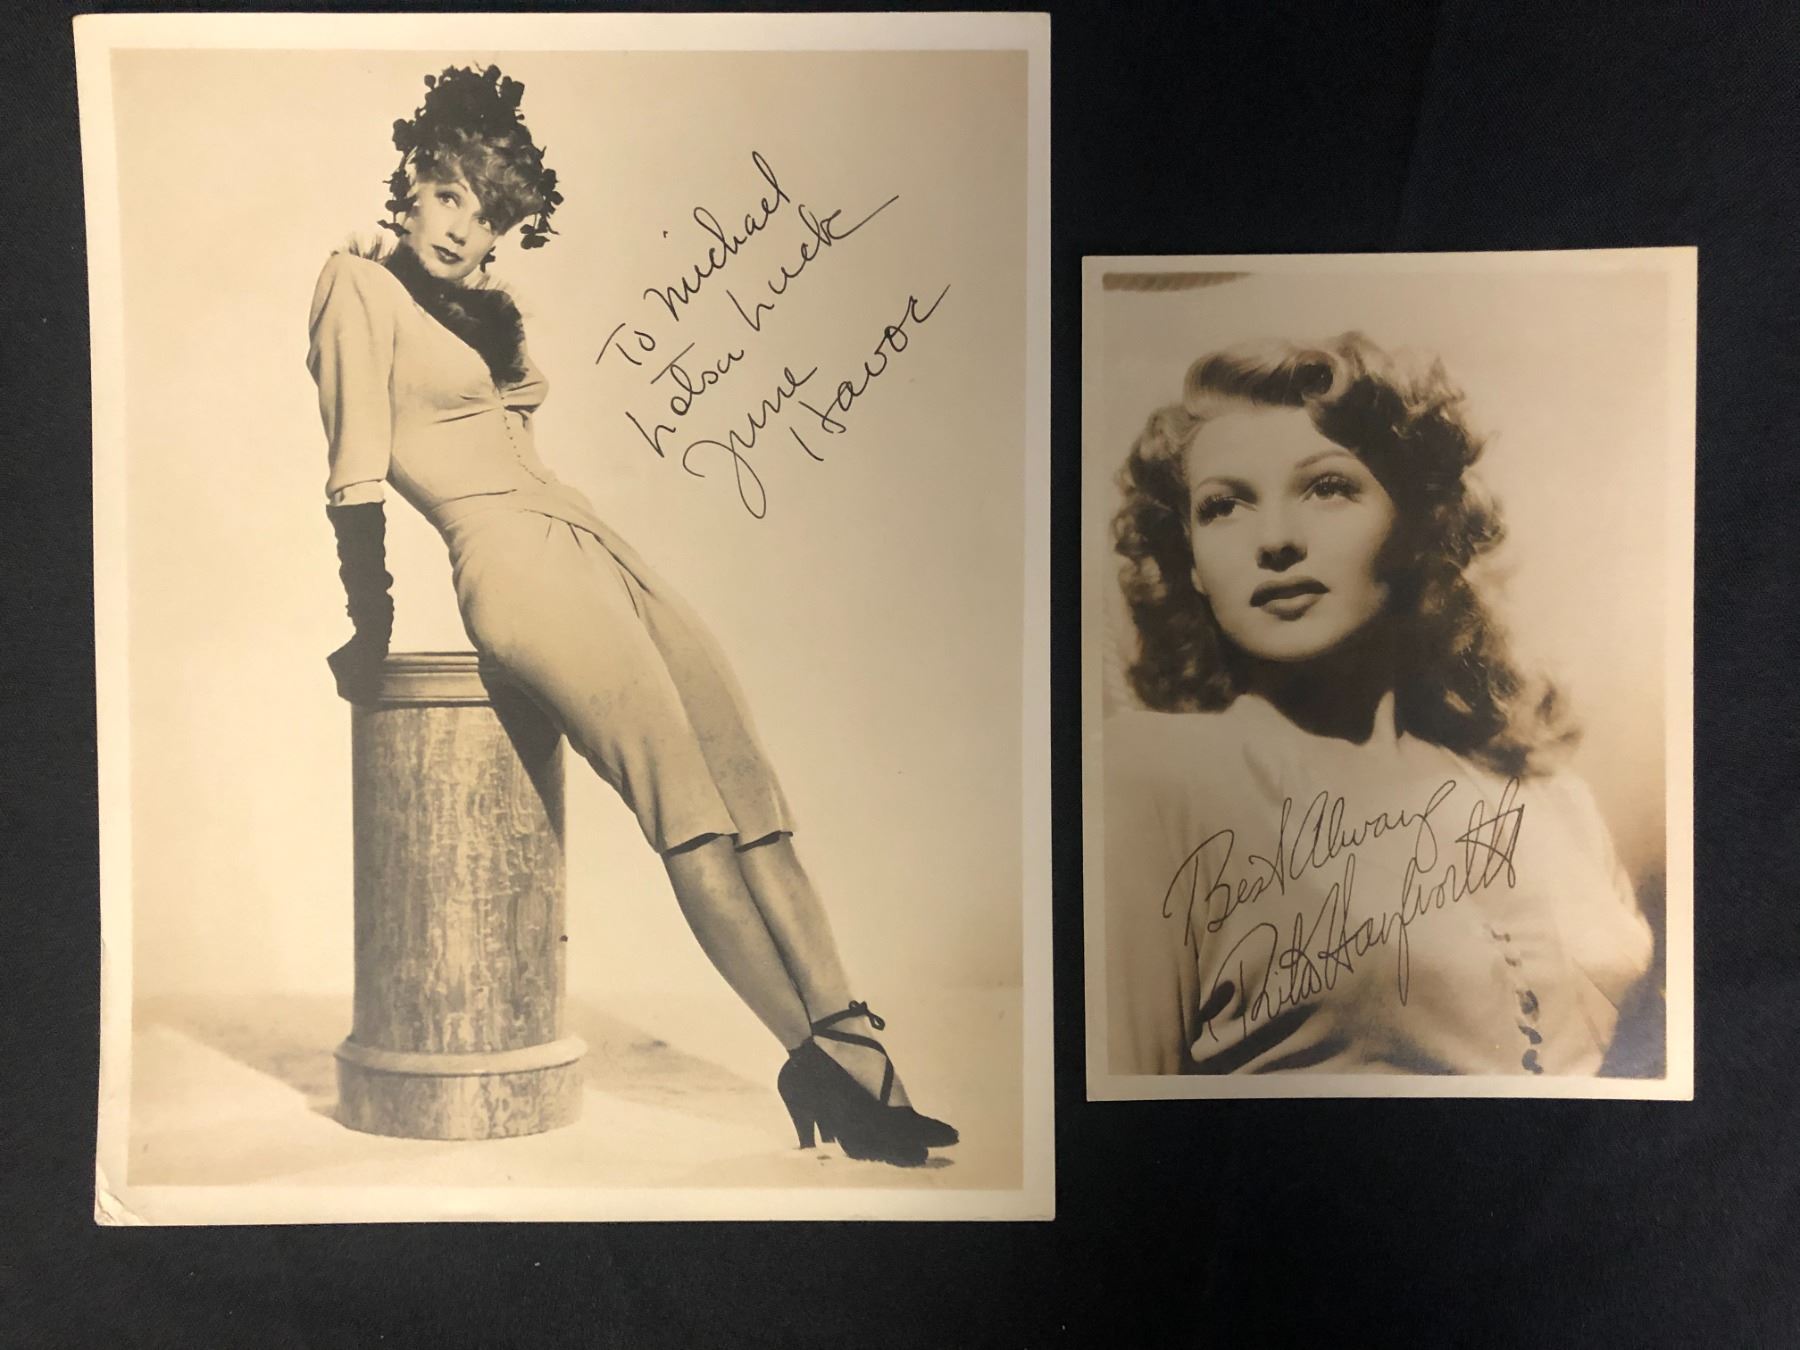 To Michael
Lotsa Luck
June
Havoc
Best Always
Rita Hayworth